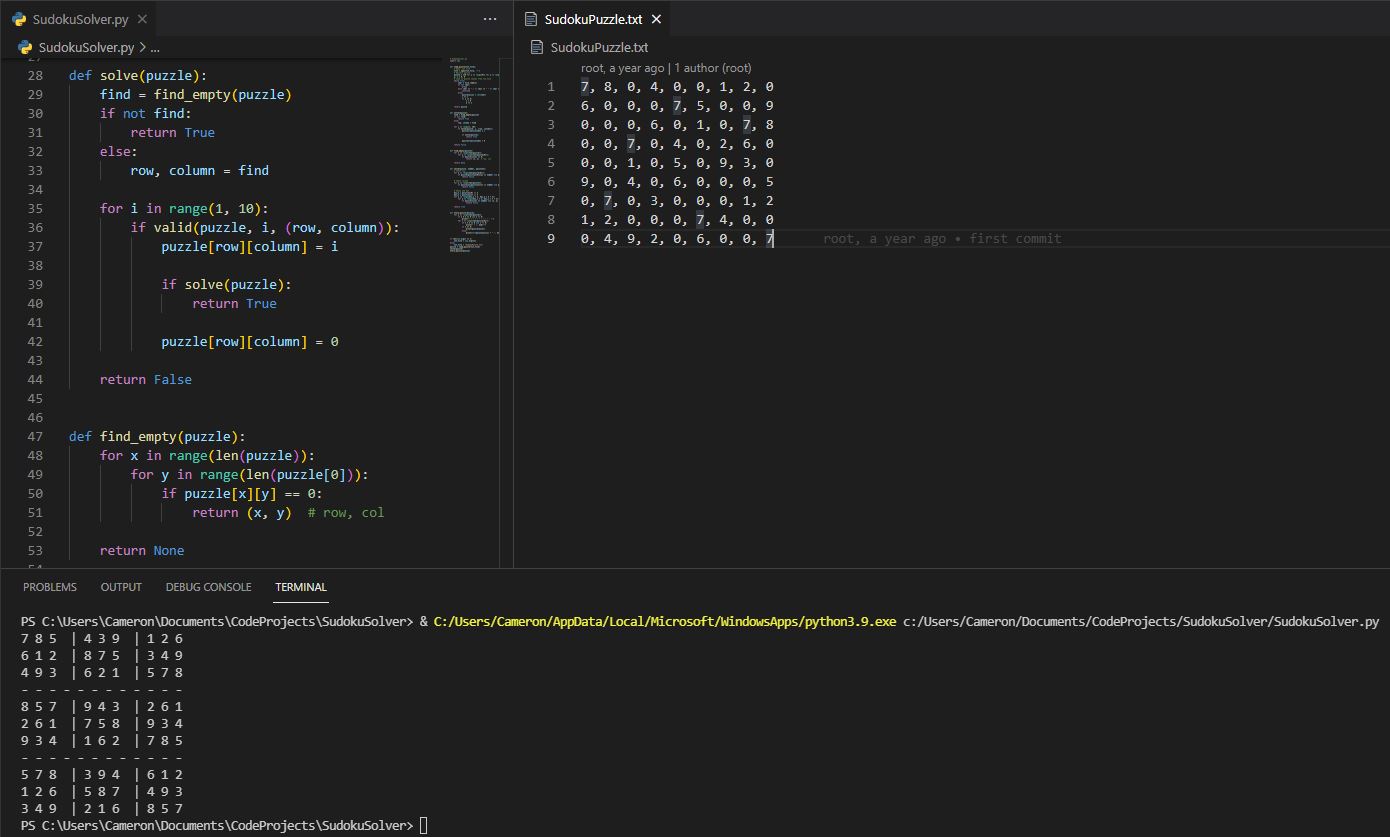 SudokuSolver.py
SudokuSolver.py > ...
28 def solve(puzzle):
29     find = find_empty(puzzle)
30     if not find:
31         return True
32     else:
33         row, column = find
34
35     for i in range(1, 10):
36         if valid(puzzle, i, (row, column)):
37             puzzle[row][column] = i
38
39             if solve(puzzle):
40                 return True
41
42             puzzle[row][column] = 0
43
44     return False
45
46
47 def find_empty(puzzle):
48     for x in range(len(puzzle)):
49         for y in range(len(puzzle[0])):
50             if puzzle[x][y] == 0:
51                 return (x, y)  # row, col
52
53     return None
SudokuPuzzle.txt
SudokuPuzzle.txt
root, a year ago | 1 author (root)
1 7, 8, 0, 4, 0, 0, 1, 2, 0
2 6, 0, 0, 0, 7, 5, 0, 0, 9
3 0, 0, 0, 6, 0, 1, 0, 7, 8
4 0, 0, 7, 0, 4, 0, 2, 6, 0
5 0, 0, 1, 0, 5, 0, 9, 3, 0
6 9, 0, 4, 0, 6, 0, 0, 0, 5
7 0, 7, 0, 3, 0, 0, 0, 1, 2
8 1, 2, 0, 0, 0, 7, 4, 0, 0
9 0, 4, 9, 2, 0, 6, 0, 0, 7 root, a year ago • first commit
PROBLEMS OUTPUT DEBUG CONSOLE TERMINAL
PS C:\Users\Cameron\Documents\CodeProjects\SudokuSolver> & C:/Users/Cameron/AppData/Local/Microsoft/WindowsApps/python3.9.exe c:/Users/Cameron/Documents/CodeProjects/SudokuSolver/SudokuSolver.py
7 8 5 | 4 3 9 | 1 2 6
6 1 2 | 8 7 5 | 3 4 9
4 9 3 | 6 2 1 | 5 7 8
- - - - - - - - - - - -
8 5 7 | 9 4 3 | 2 6 1
2 6 1 | 7 5 8 | 9 3 4
9 3 4 | 1 6 2 | 7 8 5
- - - - - - - - - - - -
5 7 8 | 3 9 4 | 6 1 2
1 2 6 | 5 8 7 | 4 9 3
3 4 9 | 2 1 6 | 8 5 7
PS C:\Users\Cameron\Documents\CodeProjects\SudokuSolver>